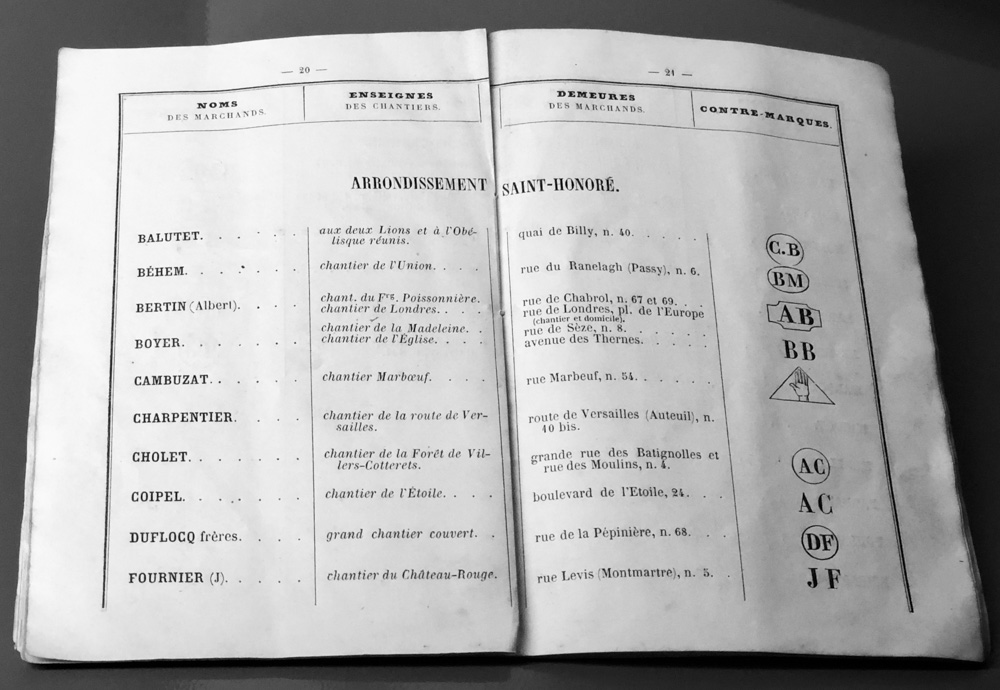 — 20 —
NOMS
DES MARCHANDS.
ENSEIGNES
DES CHANTIERS.
— 21 —
DEMEURES
DES MARCHANDS.
CONTRE-MARQUES.
ARRONDISSEMENT SAINT-HONORÉ.
BALUTET. . . . . . aux deux Lions et à l'Obé-
lisque réunis.
quai de Billy, n. 40. . . . . .
C.B
BÉHEM. . . . . . chantier de l'Union. . . .
rue du Ranelagh (Passy), n. 6.
BM
BERTIN (Albert). . . . chant. du Frg. Poissonnière.
chantier de Londres. . . .
rue de Chabrol, n. 67 et 69. . .
rue de Londres, pl. de l'Europe
(chantier et domicile).
AB
BOYER. . . . . . chantier de la Madeleine. .
chantier de l'Église. . . .
rue de Sèze, n. 8. . . . .
avenue des Thernes. . . . .
BB
CAMBUZAT. . . . . . chantier Marbœuf. . . .
rue Marbeuf, n. 54. . . . . .
CHARPENTIER. . . . chantier de la route de Ver-
sailles.
route de Versailles (Auteuil), n.
10 bis.
CHOLET. . . . . . chantier de la Forêt de Vil-
lers-Cotterets.
grande rue des Batignolles et
rue des Moulins, n. 4.
AC
COIPEL. . . . . . chantier de l'Étoile. . . .
boulevard de l'Etoile, 24. . .
AC
DUFLOCQ frères. . . . grand chantier couvert. .
rue de la Pépinière, n. 68. . .
DF
FOURNIER (J). . . . . chantier du Château-Rouge.
rue Levis (Montmartre), n. 5. .
JF